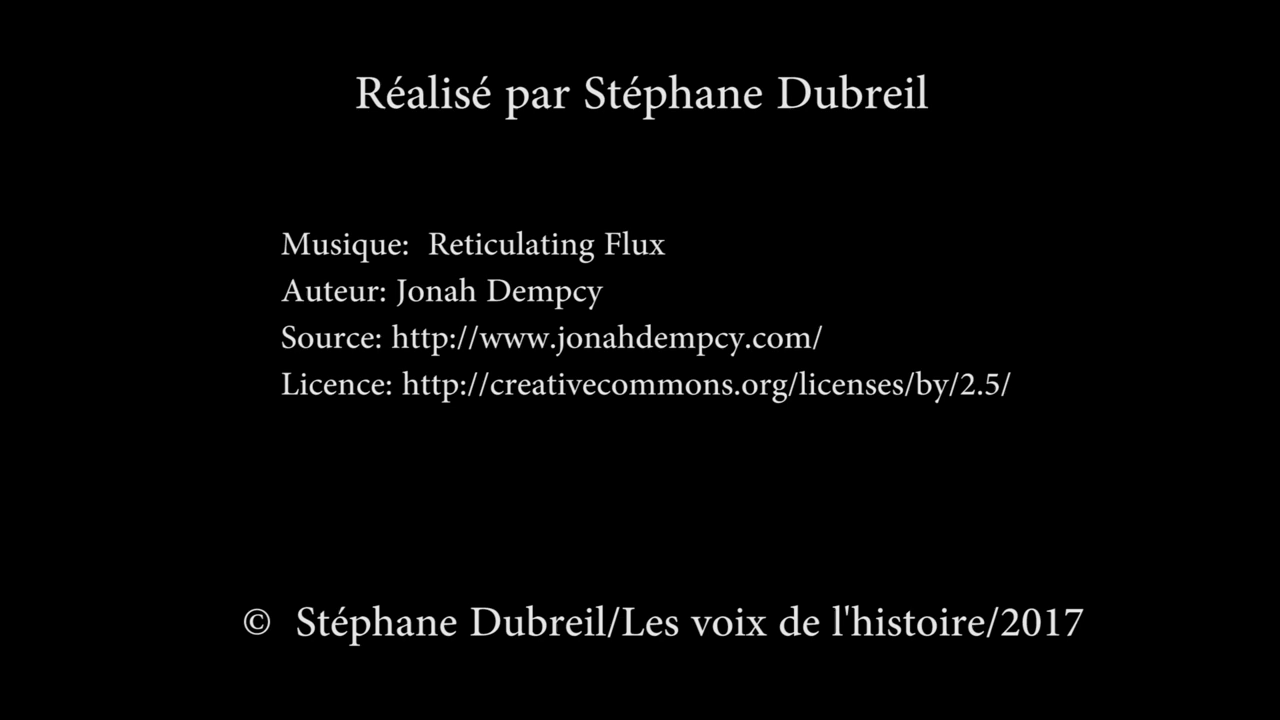 Réalisé par Stéphane Dubreil
Musique:  Reticulating Flux
Auteur: Jonah Dempcy
Source: http://www.jonahdempcy.com/
Licence: http://creativecommons.org/licenses/by/2.5/
©  Stéphane Dubreil/Les voix de l'histoire/2017